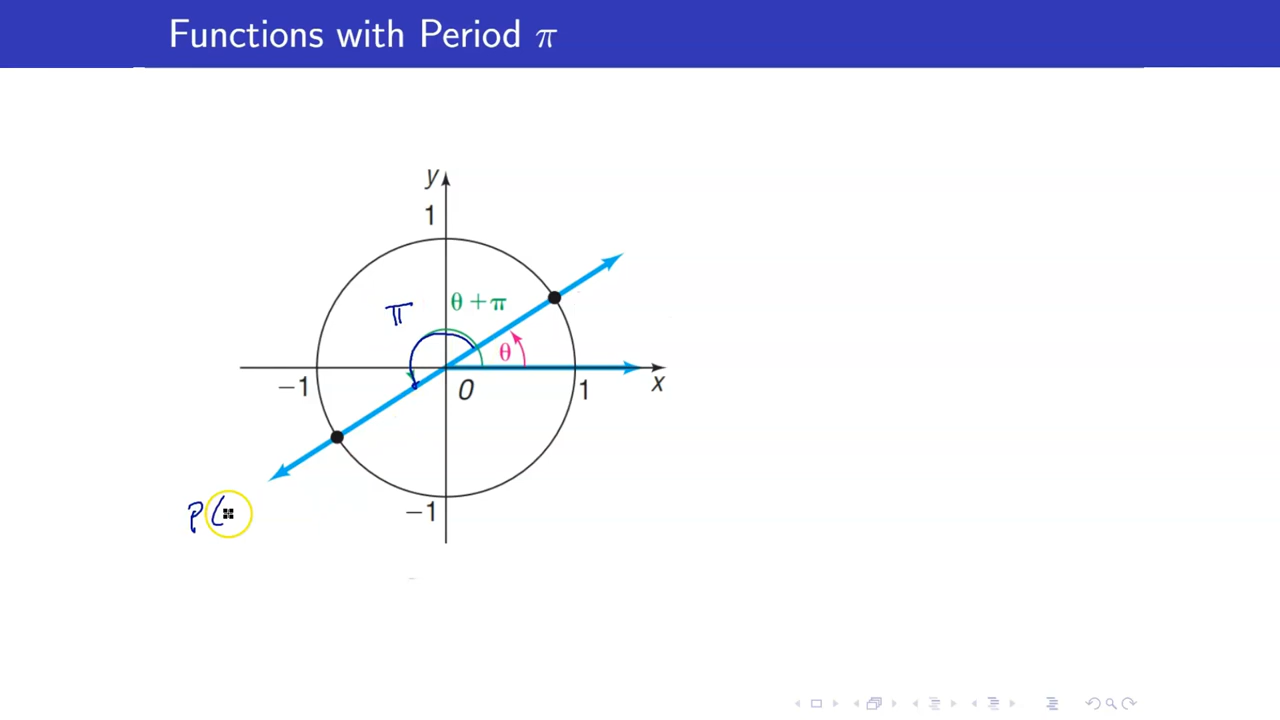 Functions with Period π
y
1
π
θ + π
θ
−1
0
1
x
P(
−1